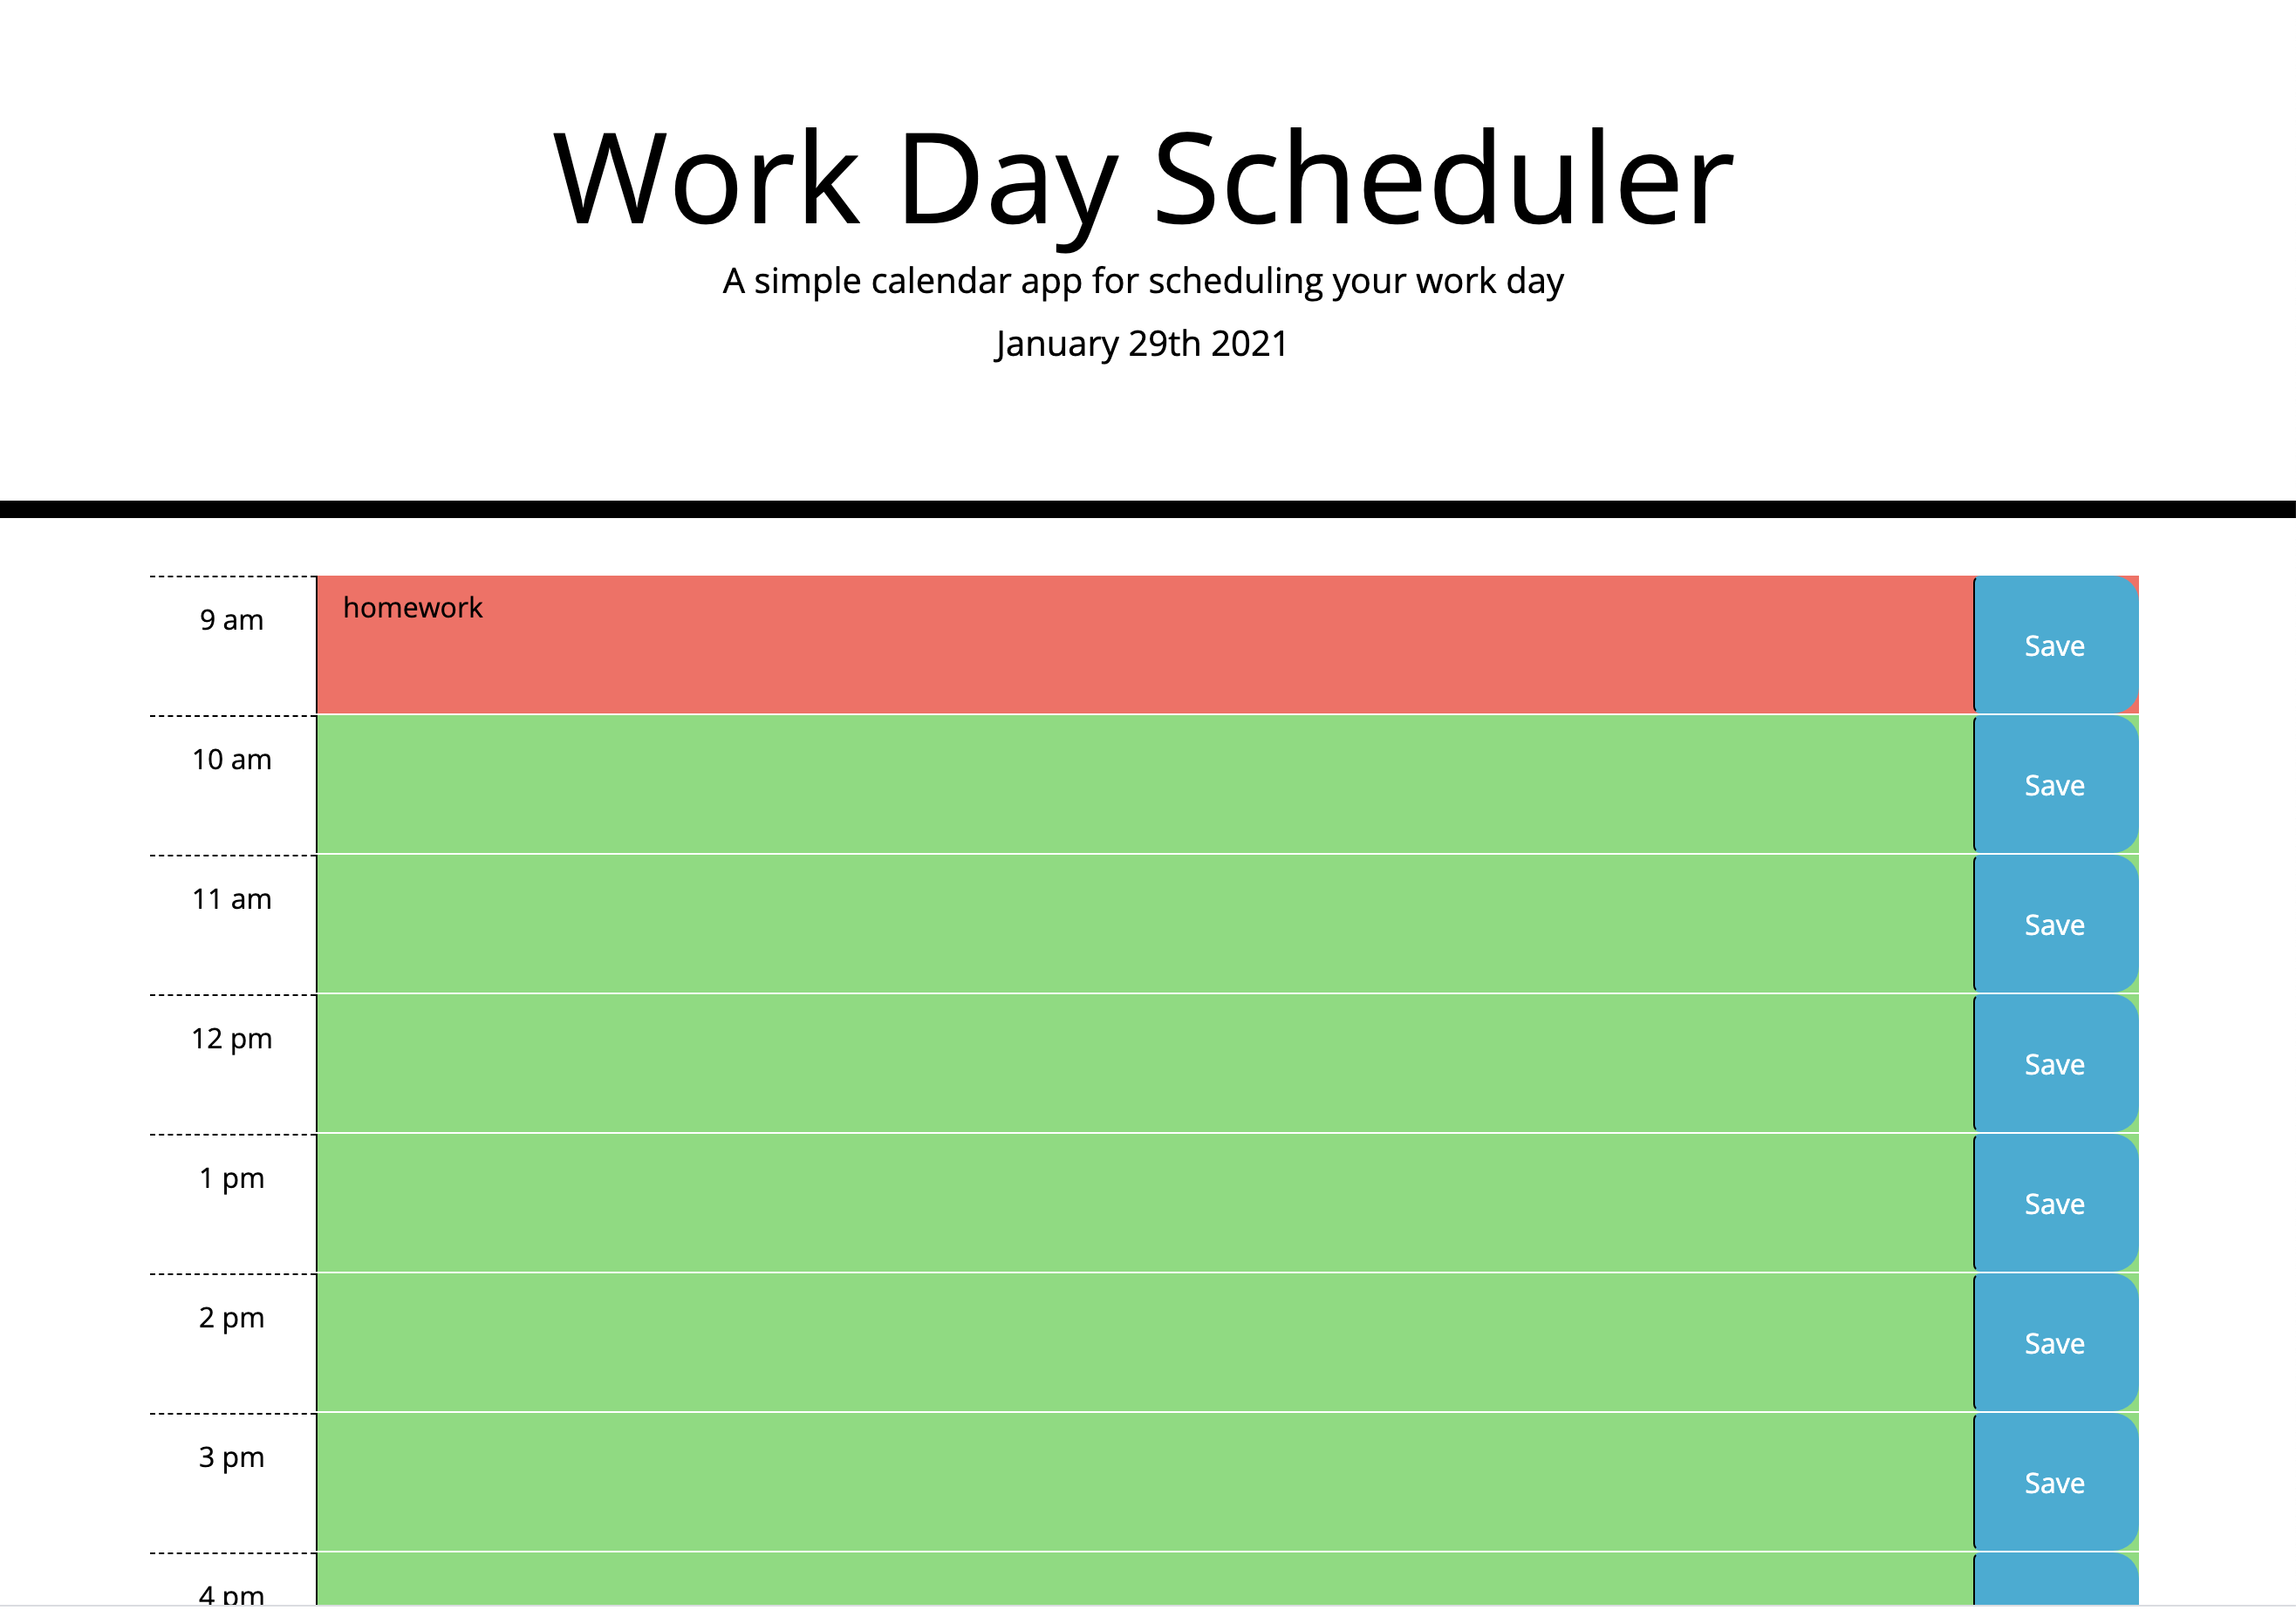 Work Day Scheduler
A simple calendar app for scheduling your work day
January 29th 2021
9 am
homework
Save
10 am
Save
11 am
Save
12 pm
Save
1 pm
Save
2 pm
Save
3 pm
Save
4 pm